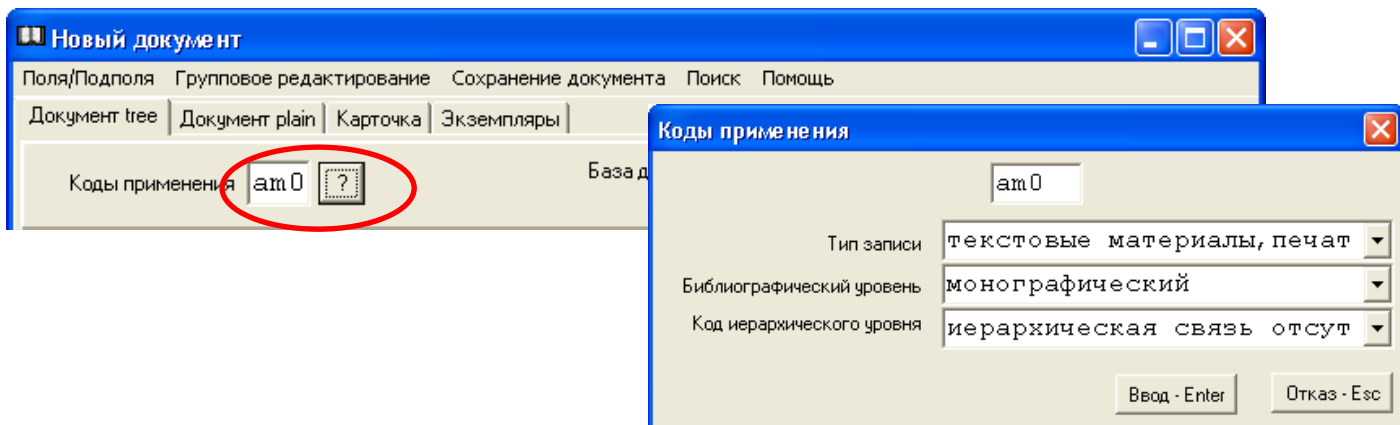 Новый документ
Поля/Подполя Групповое редактирование Сохранение документа Поиск Помощь
Документ tree Документ plain Карточка Экземпляры
Коды применения am0 ? База д
Коды применения
am0
Тип записи текстовые материалы,печат
Библиографический уровень монографический
Код иерархического уровня иерархическая связь отсут
Ввод - Enter Отказ - Esc